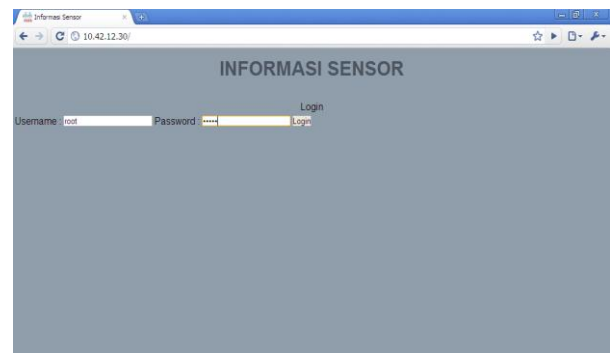 Informasi Sensor
10.42.12.30/
INFORMASI SENSOR
Login
Username : root Password : ••••• Login